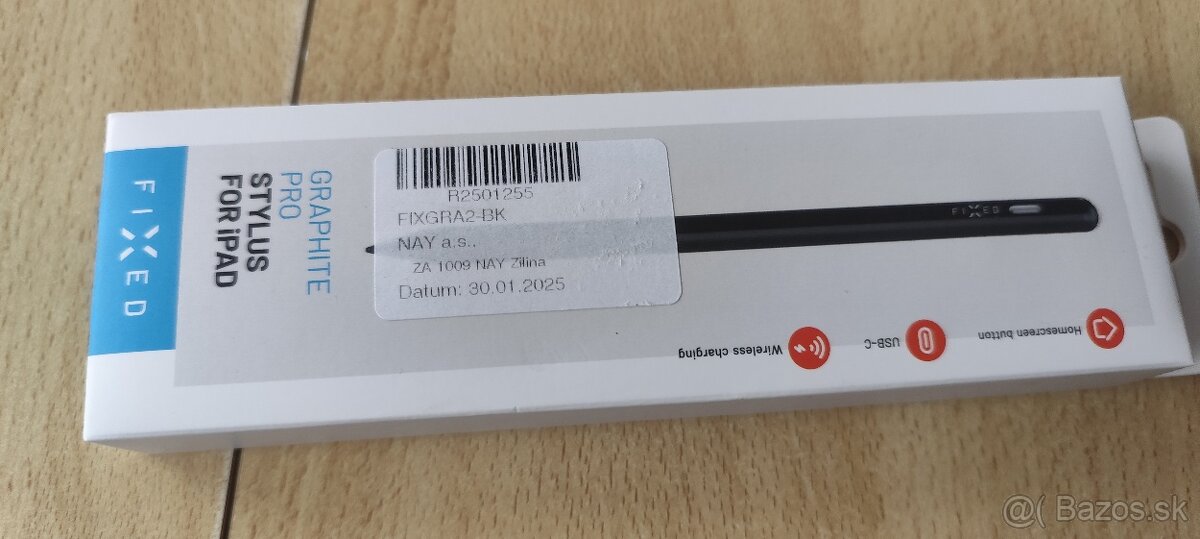 FIXED
GRAPHITE
PRO
STYLUS
FOR iPAD
R2501255
FIXGRA2-BK
NAY a.s.,
ZA 1009 NAY Zilina
Datum: 30.01.2025
FIXED
Homescreen button
USB-C
Wireless charging
@( Bazos.sk